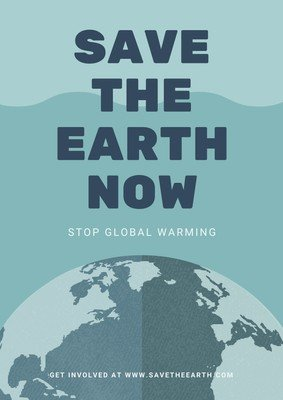 SAVE
THE
EARTH
NOW
STOP GLOBAL WARMING
GET INVOLVED AT WWW.SAVETHEEARTH.COM